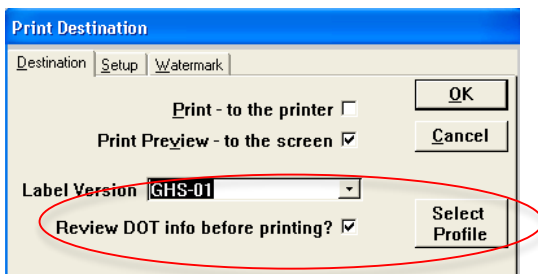 Print Destination
Destination Setup Watermark
Print - to the printer
OK
Print Preview - to the screen
Cancel
Label Version GHS-01
Review DOT info before printing?
Select
Profile